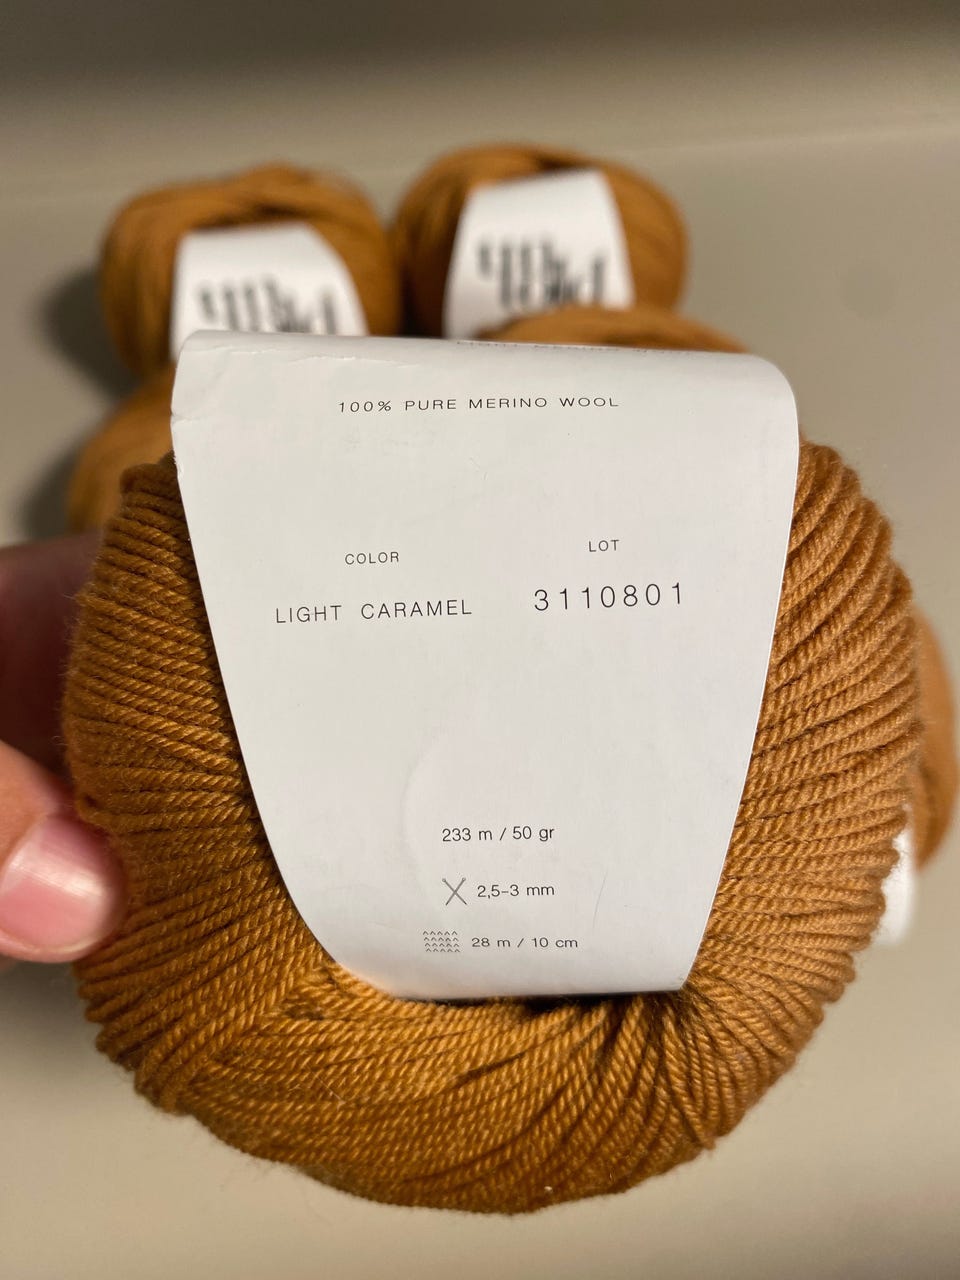 100% PURE MERINO WOOL
COLOR
LOT
LIGHT CARAMEL
3110801
233 m / 50 gr
2,5-3 mm
28 m / 10 cm